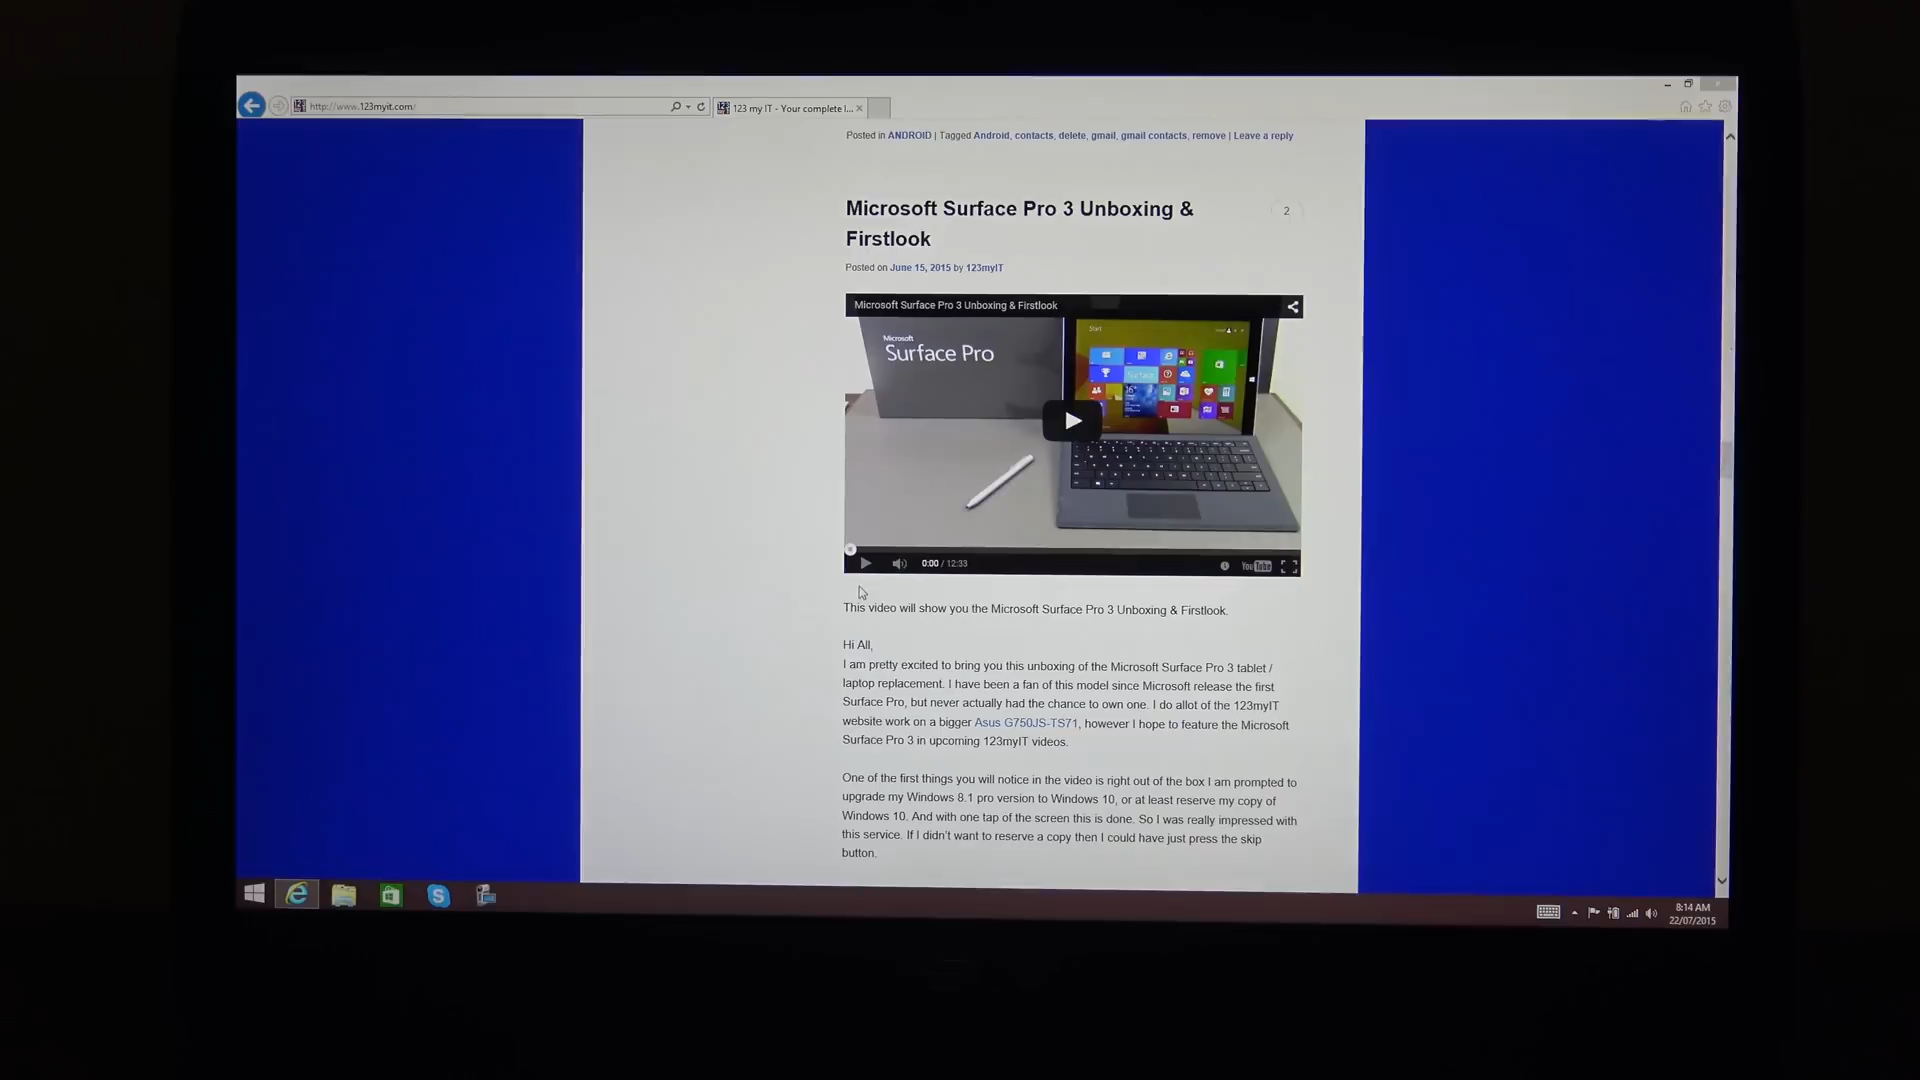 http://www.123myit.com/
123 my IT - Your complete I...
Posted in ANDROID | Tagged Android, contacts, delete, gmail, gmail contacts, remove | Leave a reply
Microsoft Surface Pro 3 Unboxing &
Firstlook
2
Posted on June 15, 2015 by 123myIT
Microsoft Surface Pro 3 Unboxing & Firstlook
Microsoft
Surface Pro
Start
0:00 / 12:33
YouTube
This video will show you the Microsoft Surface Pro 3 Unboxing & Firstlook.
Hi All,
I am pretty excited to bring you this unboxing of the Microsoft Surface Pro 3 tablet /
laptop replacement. I have been a fan of this model since Microsoft release the first
Surface Pro, but never actually had the chance to own one. I do allot of the 123myIT
website work on a bigger Asus G750JS-TS71, however I hope to feature the Microsoft
Surface Pro 3 in upcoming 123myIT videos.
One of the first things you will notice in the video is right out of the box I am prompted to
upgrade my Windows 8.1 pro version to Windows 10, or at least reserve my copy of
Windows 10. And with one tap of the screen this is done. So I was really impressed with
this service. If I didn't want to reserve a copy then I could have just press the skip
button.
8:14 AM
22/07/2015